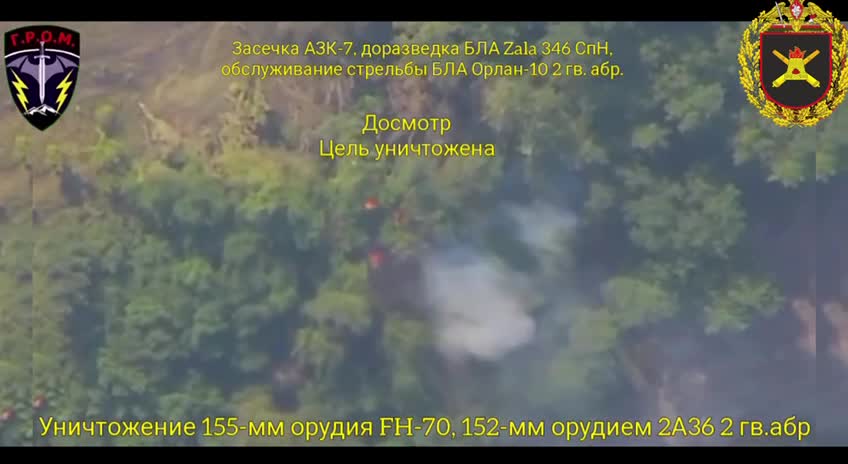 Г.Р.О.М.
Засечка АЗК-7, доразведка БЛА Zala 346 СпН,
обслуживание стрельбы БЛА Орлан-10 2 гв. абр.
Досмотр
Цель уничтожена
Уничтожение 155-мм орудия FH-70, 152-мм орудием 2А36 2 гв.абр